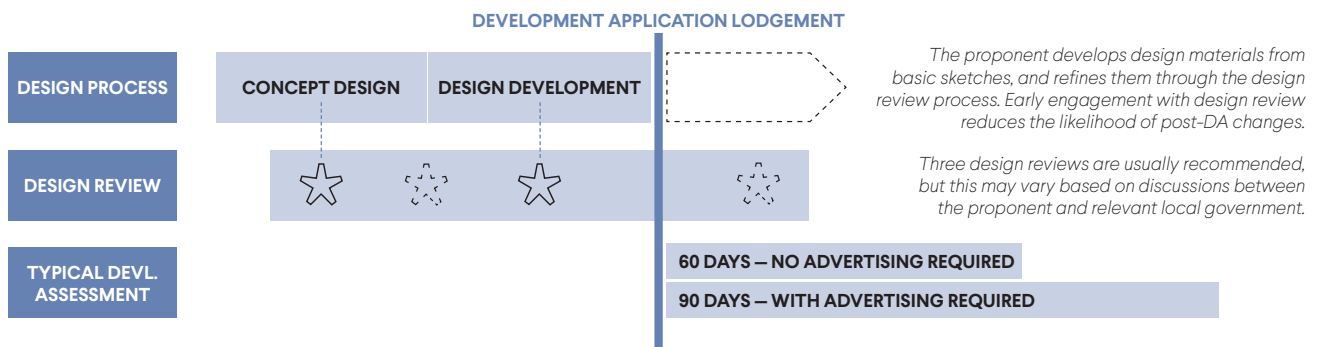 DEVELOPMENT APPLICATION LODGEMENT
DESIGN PROCESS
CONCEPT DESIGN
DESIGN DEVELOPMENT
The proponent develops design materials from
basic sketches, and refines them through the design
review process. Early engagement with design review
reduces the likelihood of post-DA changes.
DESIGN REVIEW
Three design reviews are usually recommended,
but this may vary based on discussions between
the proponent and relevant local government.
TYPICAL DEVL.
ASSESSMENT
60 DAYS — NO ADVERTISING REQUIRED
90 DAYS — WITH ADVERTISING REQUIRED